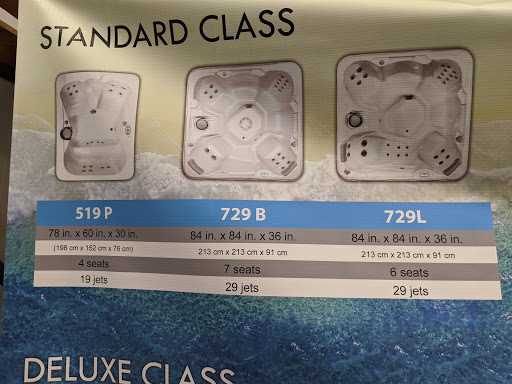 STANDARD CLASS
519 P 729 B 729L
78 in. x 60 in. x 30 in. 84 in. x 84 in. x 36 in. 84 in. x 84 in. x 36 in.
(198 cm x 152 cm x 76 cm) 213 cm x 213 cm x 91 cm 213 cm x 213 cm x 91 cm
4 seats 7 seats 6 seats
19 jets 29 jets 29 jets
DELUXE CLASS